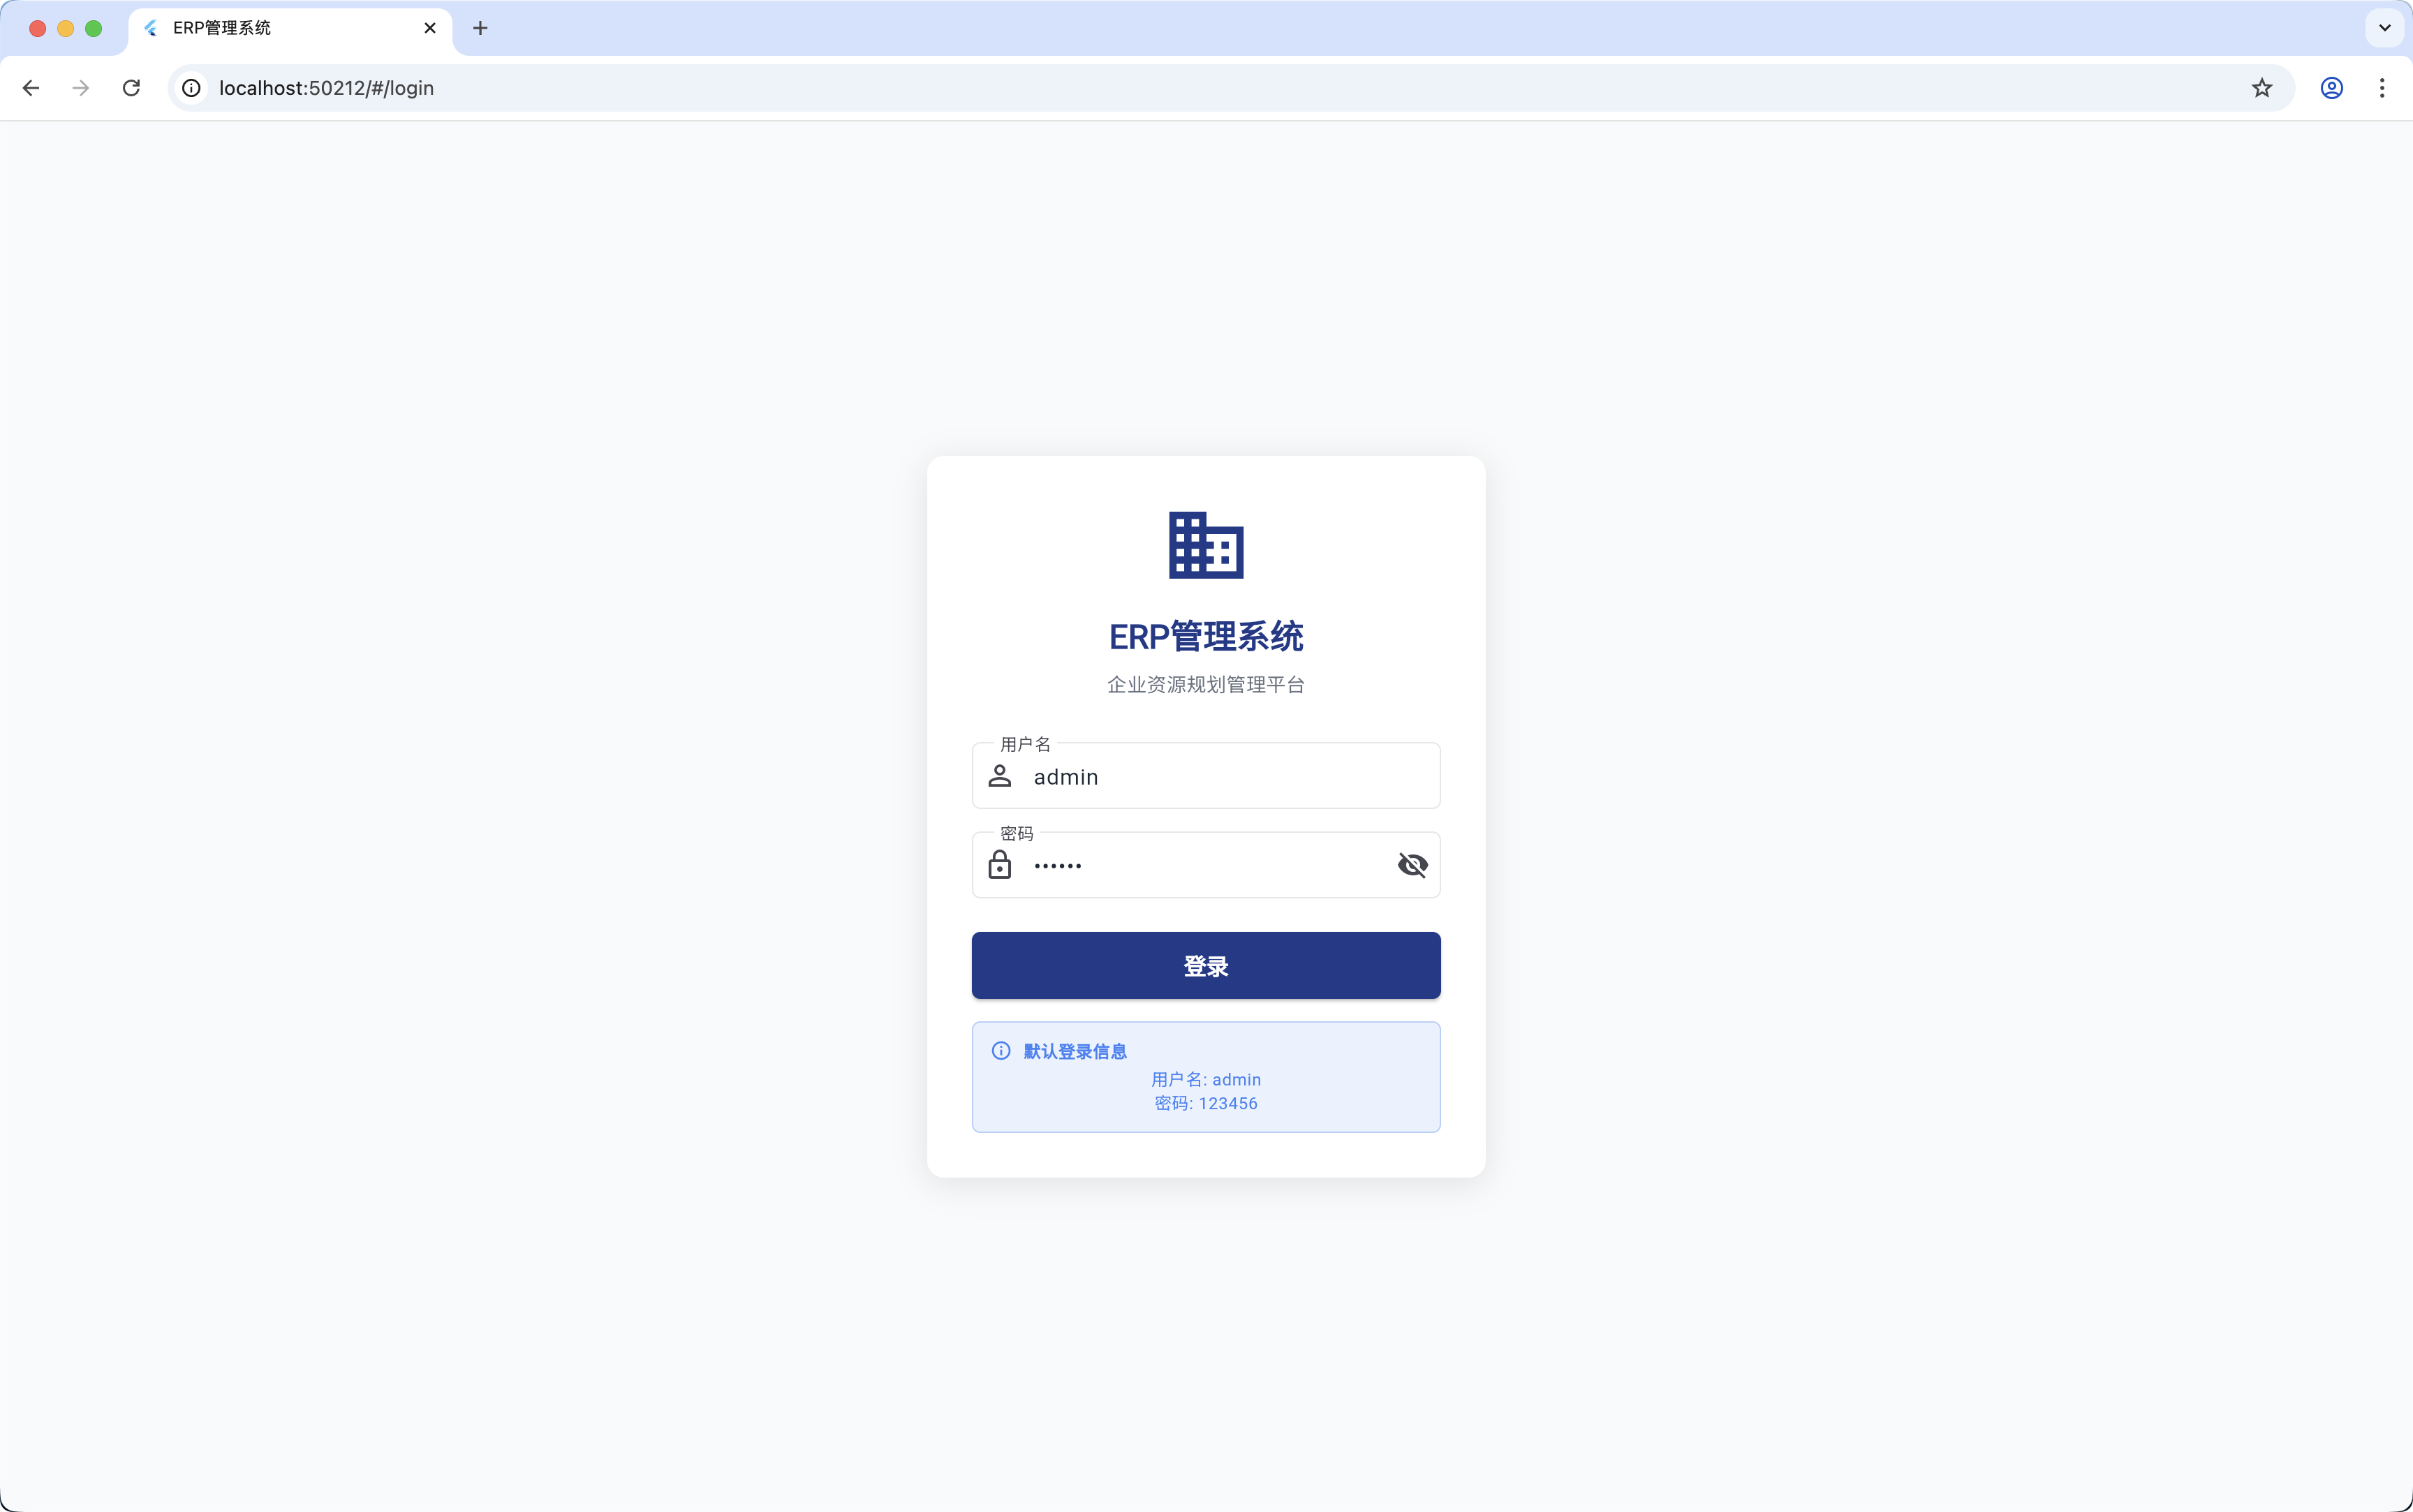 ERP管理系统
localhost:50212/#/login
ERP管理系统
企业资源规划管理平台
用户名
admin
密码
••••••
登录
默认登录信息
用户名: admin
密码: 123456